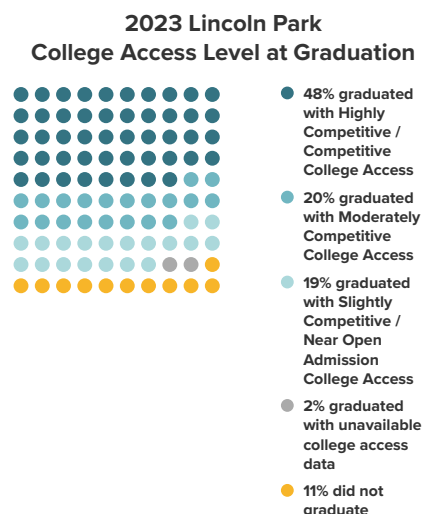 2023 Lincoln Park
College Access Level at Graduation
48% graduated
with Highly
Competitive /
Competitive
College Access
20% graduated
with Moderately
Competitive
College Access
19% graduated
with Slightly
Competitive /
Near Open
Admission
College Access
2% graduated
with unavailable
college access
data
11% did not
graduate